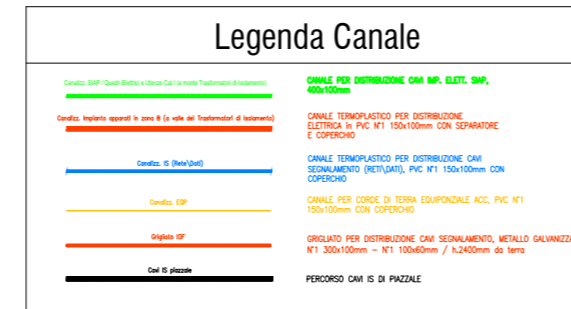 Legenda Canale
Canalizz. SIAP / Quadri Elettrici e Utenze Cat.I (a monte Trasformatori di Isolamento)
CANALE PER DISTRIBUZIONE CAVI IMP. ELETT. SIAP,
400x100mm
Canalizz. Impianto apparati in zona B (a valle dei Trasformatori di Isolamento)
CANALE TERMOPLASTICO PER DISTRIBUZIONE
ELETTRICA in PVC N°1 150x100mm CON SEPARATORE
E COPERCHIO
Canalizz. IS (Rete\Dati)
CANALE TERMOPLASTICO PER DISTRIBUZIONE CAVI
SEGNALAMENTO (RETI\DATI), PVC N°1 150x100mm CON
COPERCHIO
Canalizz. EQP
CANALE PER CORDE DI TERRA EQUIPONZIALE ACC, PVC N°1
150x100mm CON COPERCHIO
Grigliato IDF
GRIGLIATO PER DISTRIBUZIONE CAVI SEGNALAMENTO, METALLO GALVANIZZA
N°1 300x100mm – N°1 100x60mm / h.2400mm da terra
Cavi IS piazzale
PERCORSO CAVI IS DI PIAZZALE